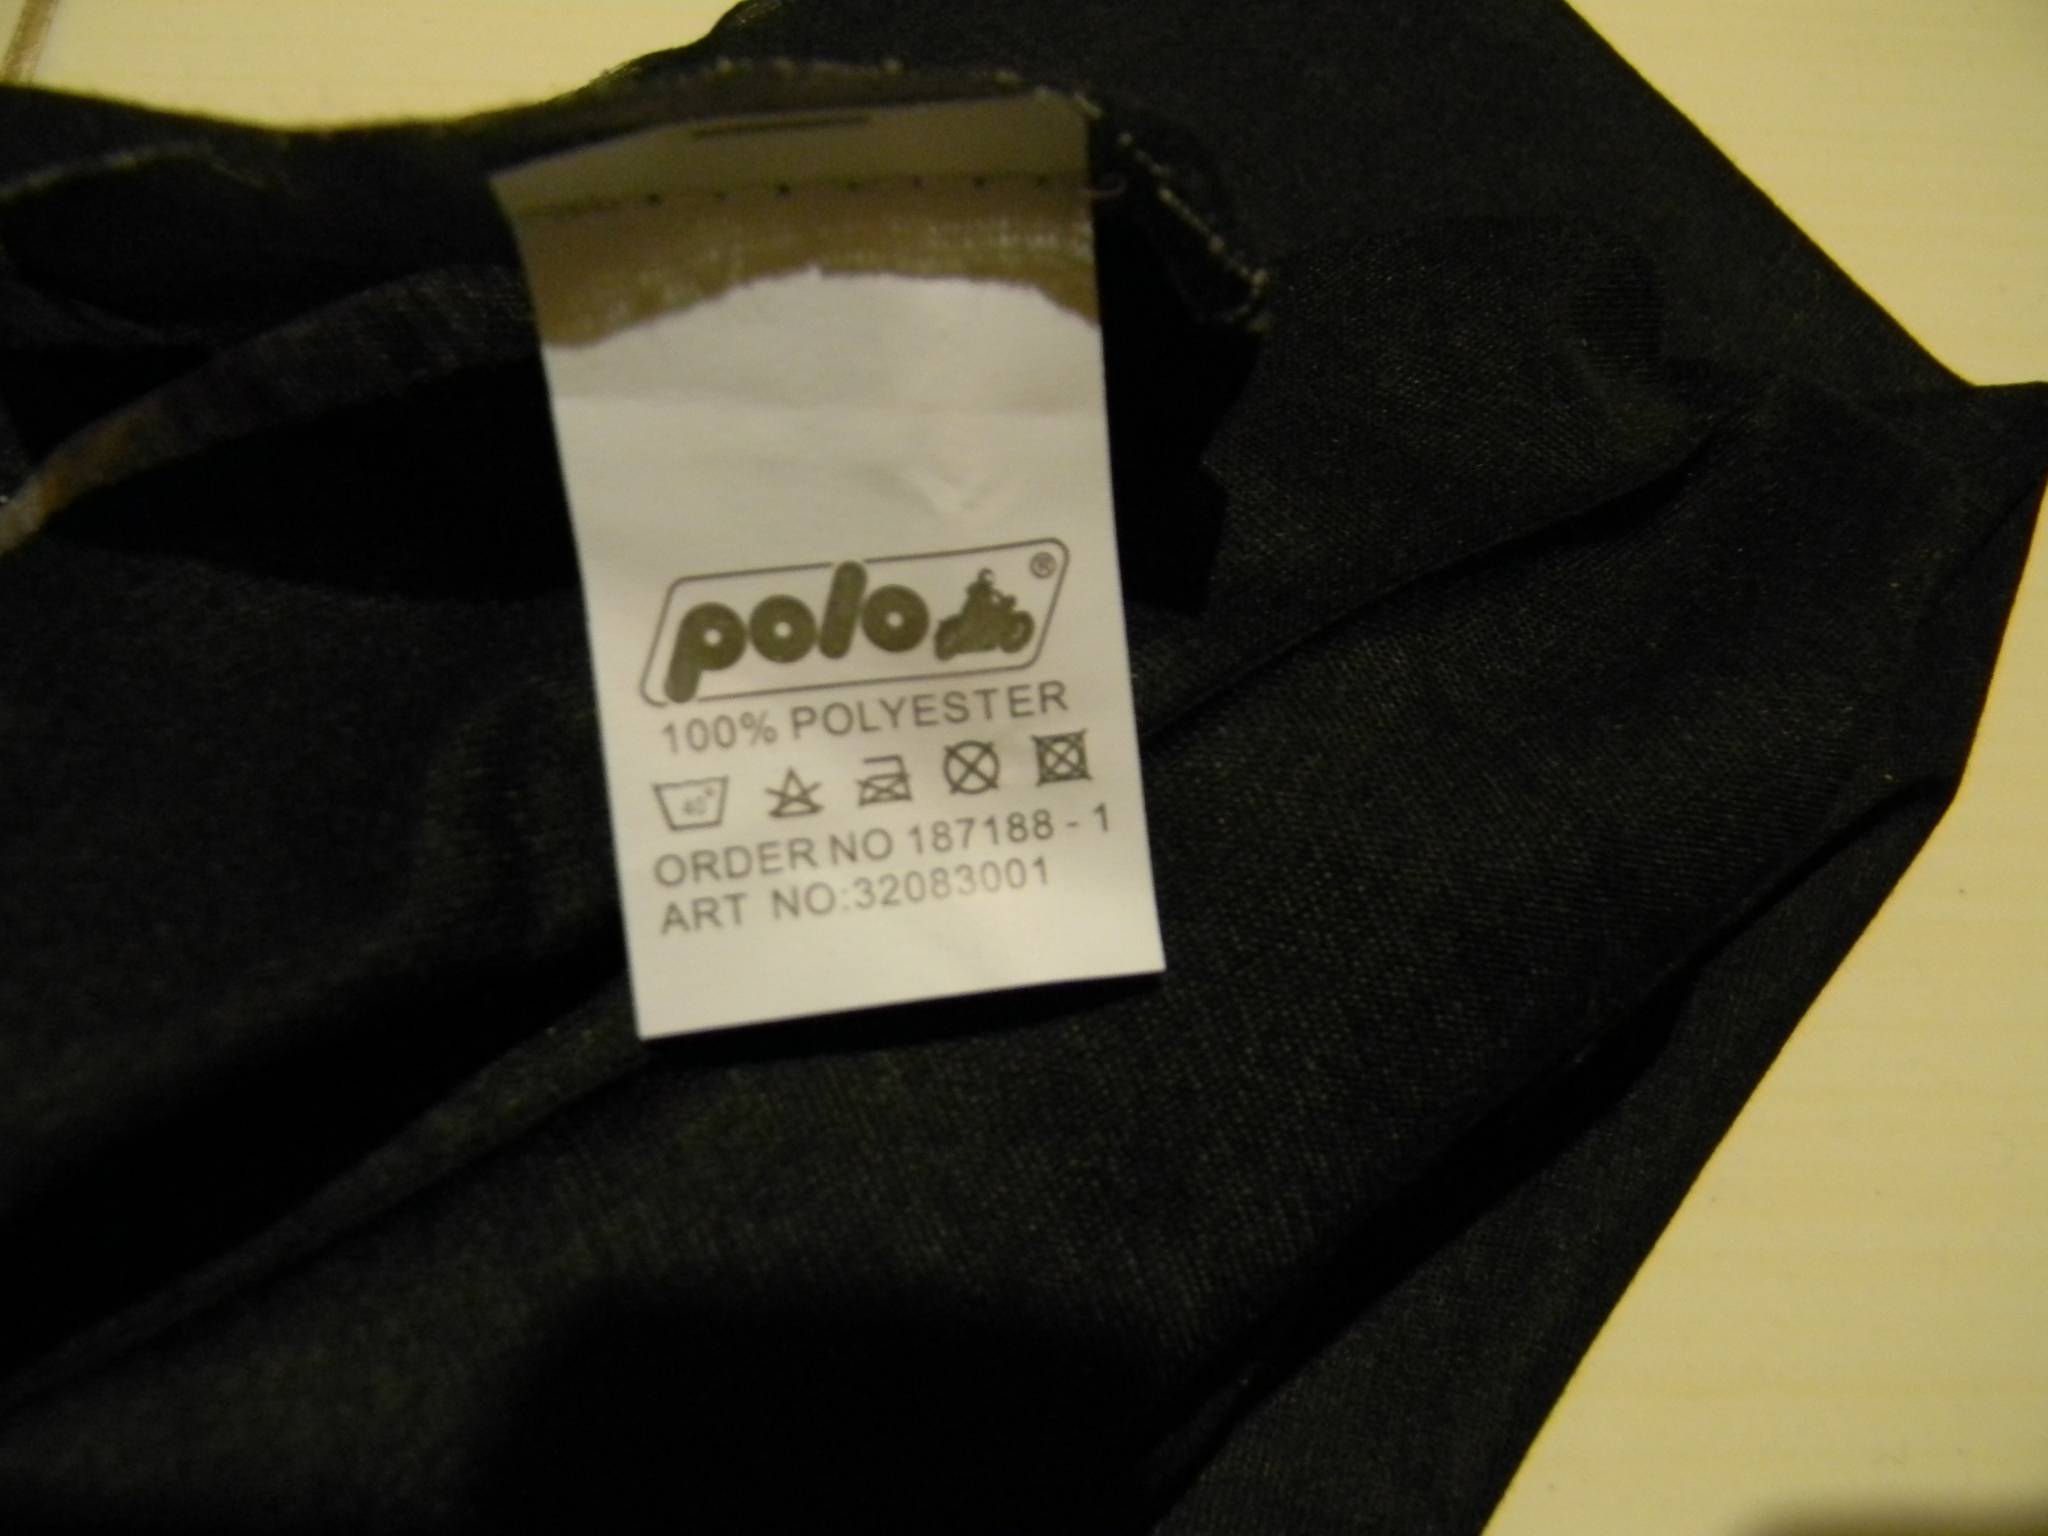 polo ®
100% POLYESTER
40°
ORDER NO 187188 - 1
ART NO:32083001